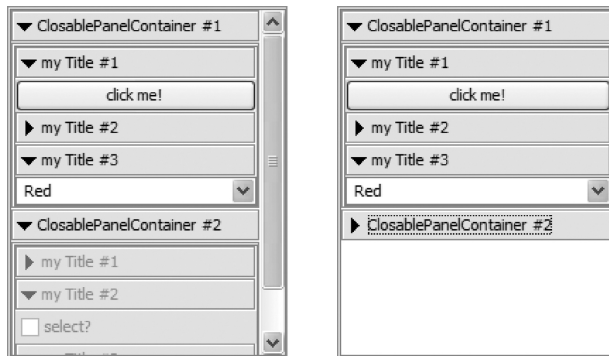 ClosablePanelContainer #1
my Title #1
click me!
my Title #2
my Title #3
Red
ClosablePanelContainer #2
my Title #1
my Title #2
select?
ClosablePanelContainer #1
my Title #1
click me!
my Title #2
my Title #3
Red
ClosablePanelContainer #2